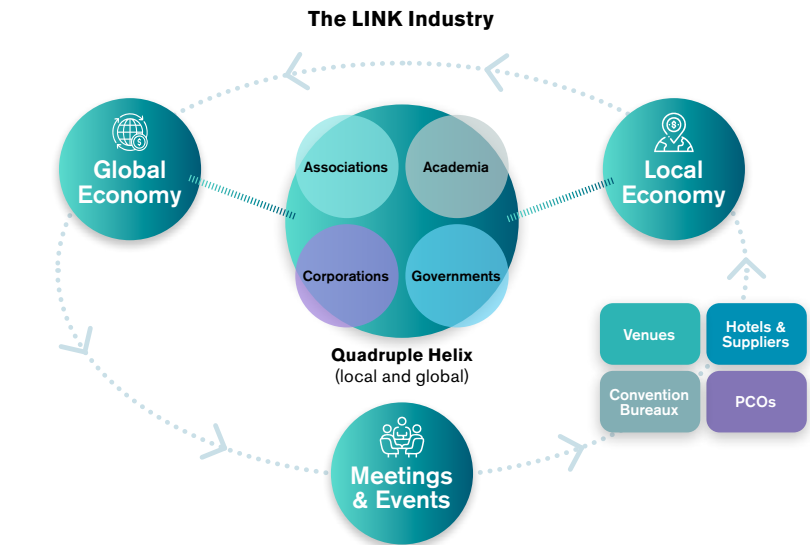 The LINK Industry
Global
Economy
Associations
Academia
Local
Economy
Corporations
Governments
Quadruple Helix
(local and global)
Venues
Hotels &
Suppliers
Convention
Bureaux
PCOs
Meetings
& Events